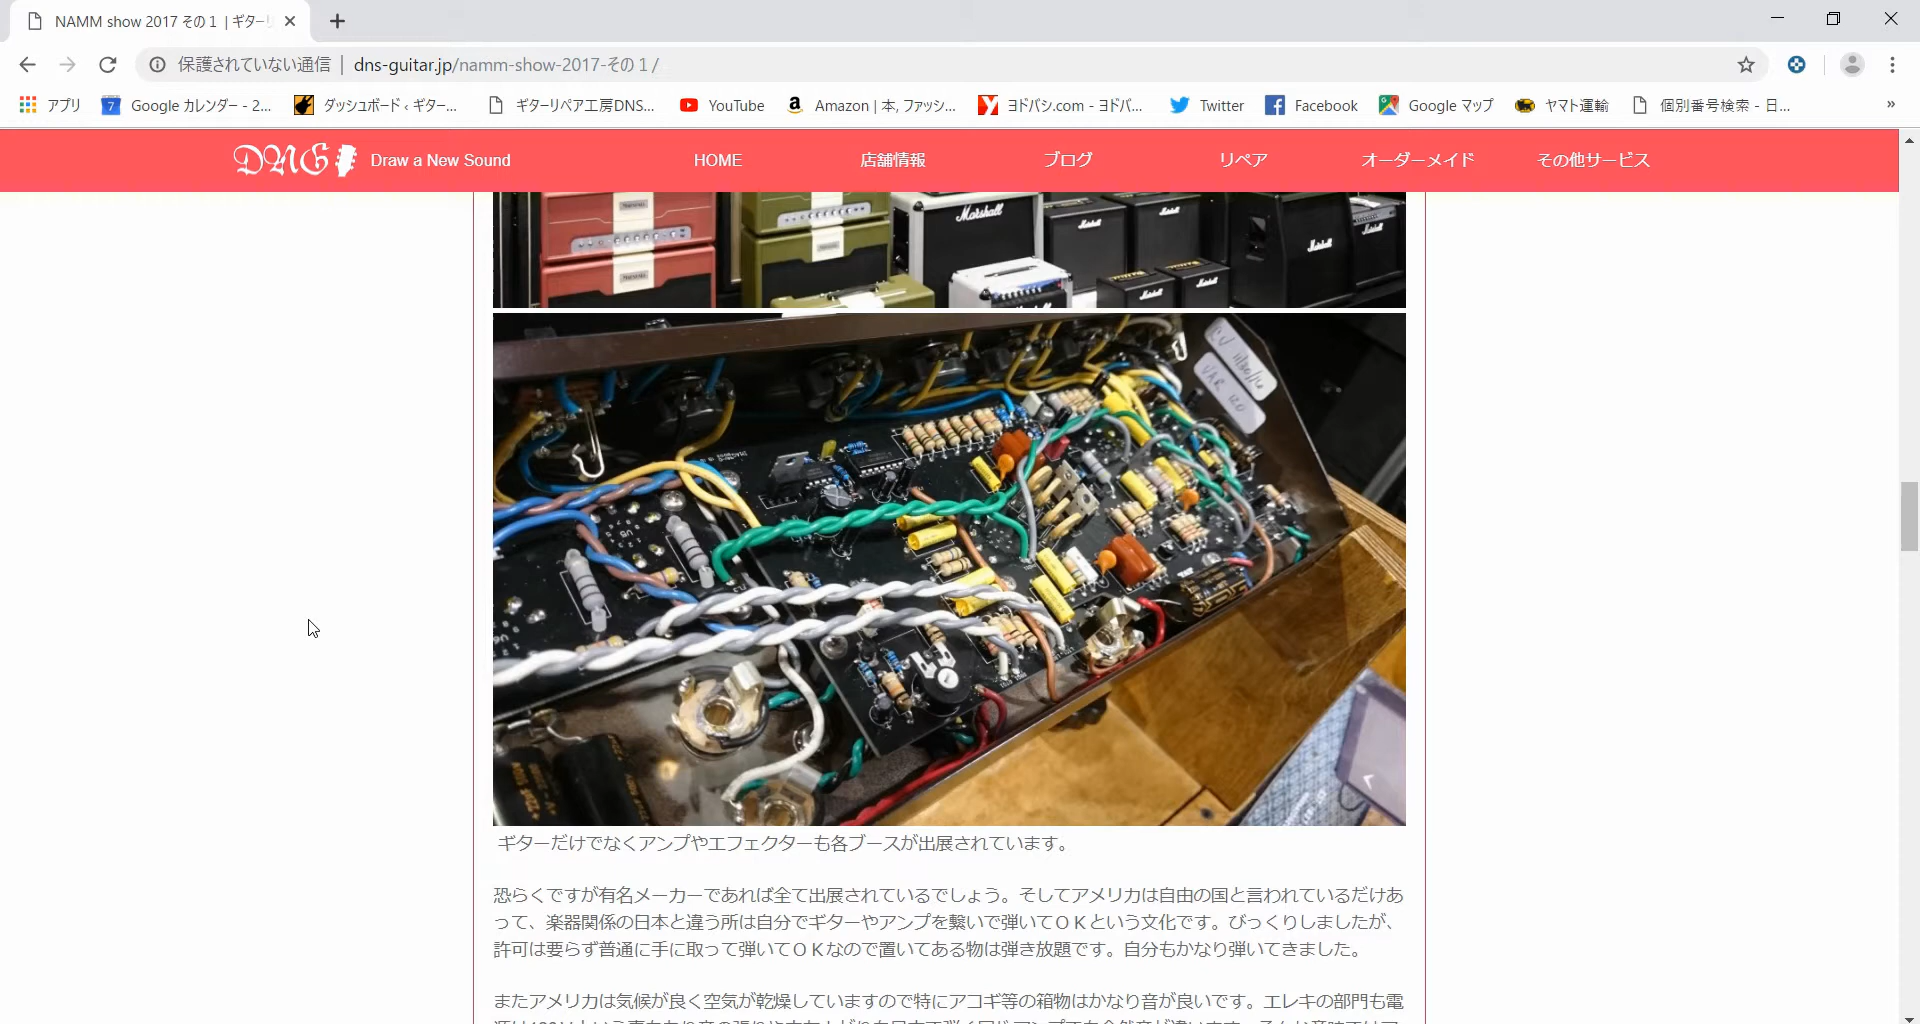 NAMM show 2017 その１ | ギター
保護されていない通信 | dns-guitar.jp/namm-show-2017-その１/
アプリ Google カレンダー - 2... ダッシュボード ‹ ギター... ギターリペア工房DNS... YouTube Amazon | 本, ファッシ... ヨドバシ.com - ヨドバ... Twitter Facebook Google マップ ヤマト運輸 個別番号検索 - 日... »
DNG Draw a New Sound HOME 店舗情報 ブログ リペア オーダーメイド その他サービス
Marshall Marshall Marshall Marshall Marshall
Marshall Marshall
ギターだけでなくアンプやエフェクターも各ブースが出展されています。
恐らくですが有名メーカーであれば全て出展されているでしょう。そしてアメリカは自由の国と言われているだけあ
って、楽器関係の日本と違う所は自分でギターやアンプを繋いで弾いてＯＫという文化です。びっくりしましたが、
許可は要らず普通に手に取って弾いてＯＫなので置いてある物は弾き放題です。自分もかなり弾いてきました。
またアメリカは気候が良く空気が乾燥していますので特にアコギ等の箱物はかなり音が良いです。エレキの部門も電